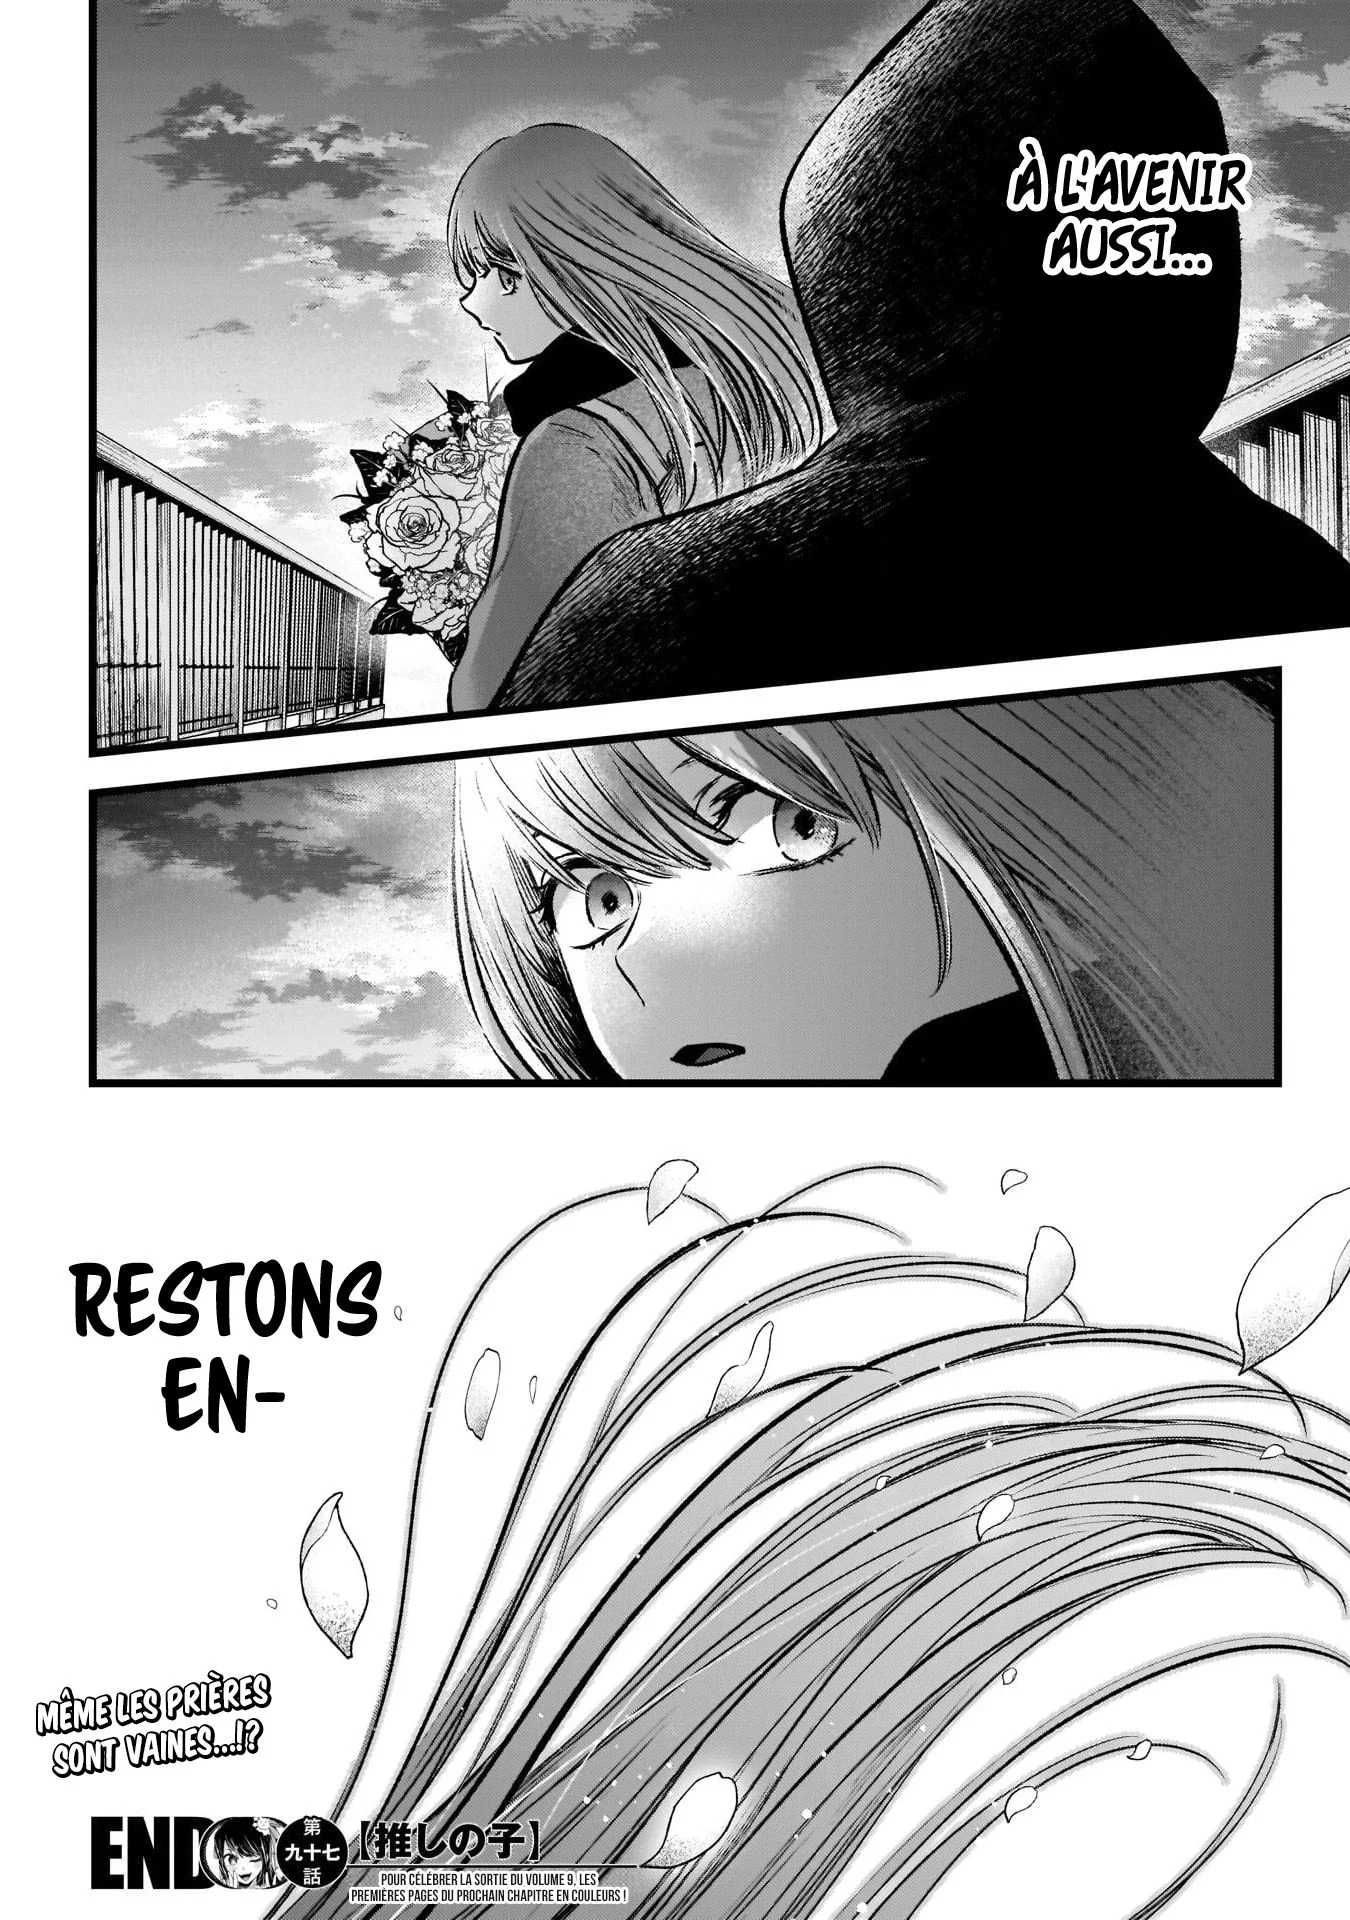 À L'AVENIR
AUSSI...
RESTONS
EN-
MÊME LES PRIÈRES
SONT VAINES...!?
END
第
九十七
話
【推しの子】
POUR CÉLÉBRER LA SORTIE DU VOLUME 9, LES
PREMIÈRES PAGES DU PROCHAIN CHAPITRE EN COULEURS !